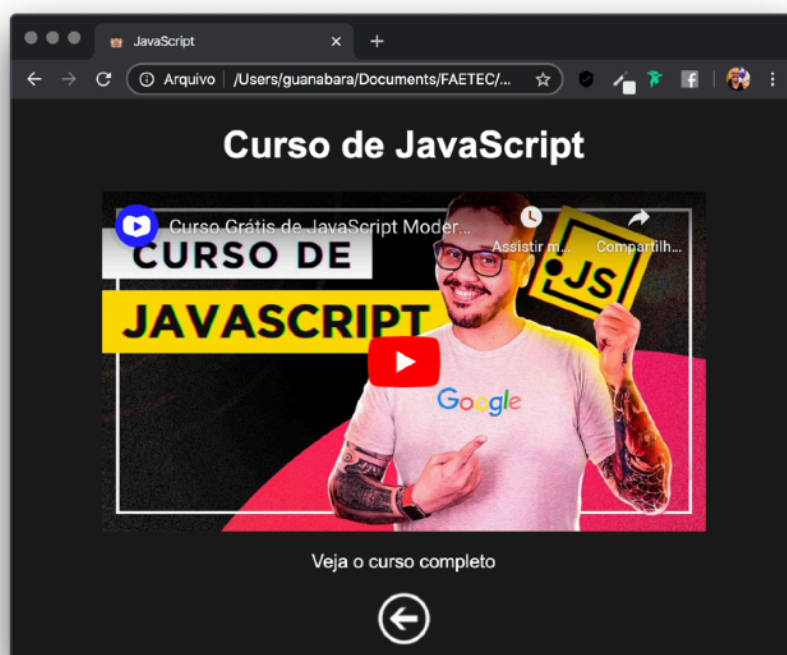 JavaScript
Arquivo /Users/guanabara/Documents/FAETEC/...
Curso de JavaScript
Curso Grátis de JavaScript Moder...
Assistir m...
Compartilh...
CURSO DE
JAVASCRIPT
JS
Google
Veja o curso completo